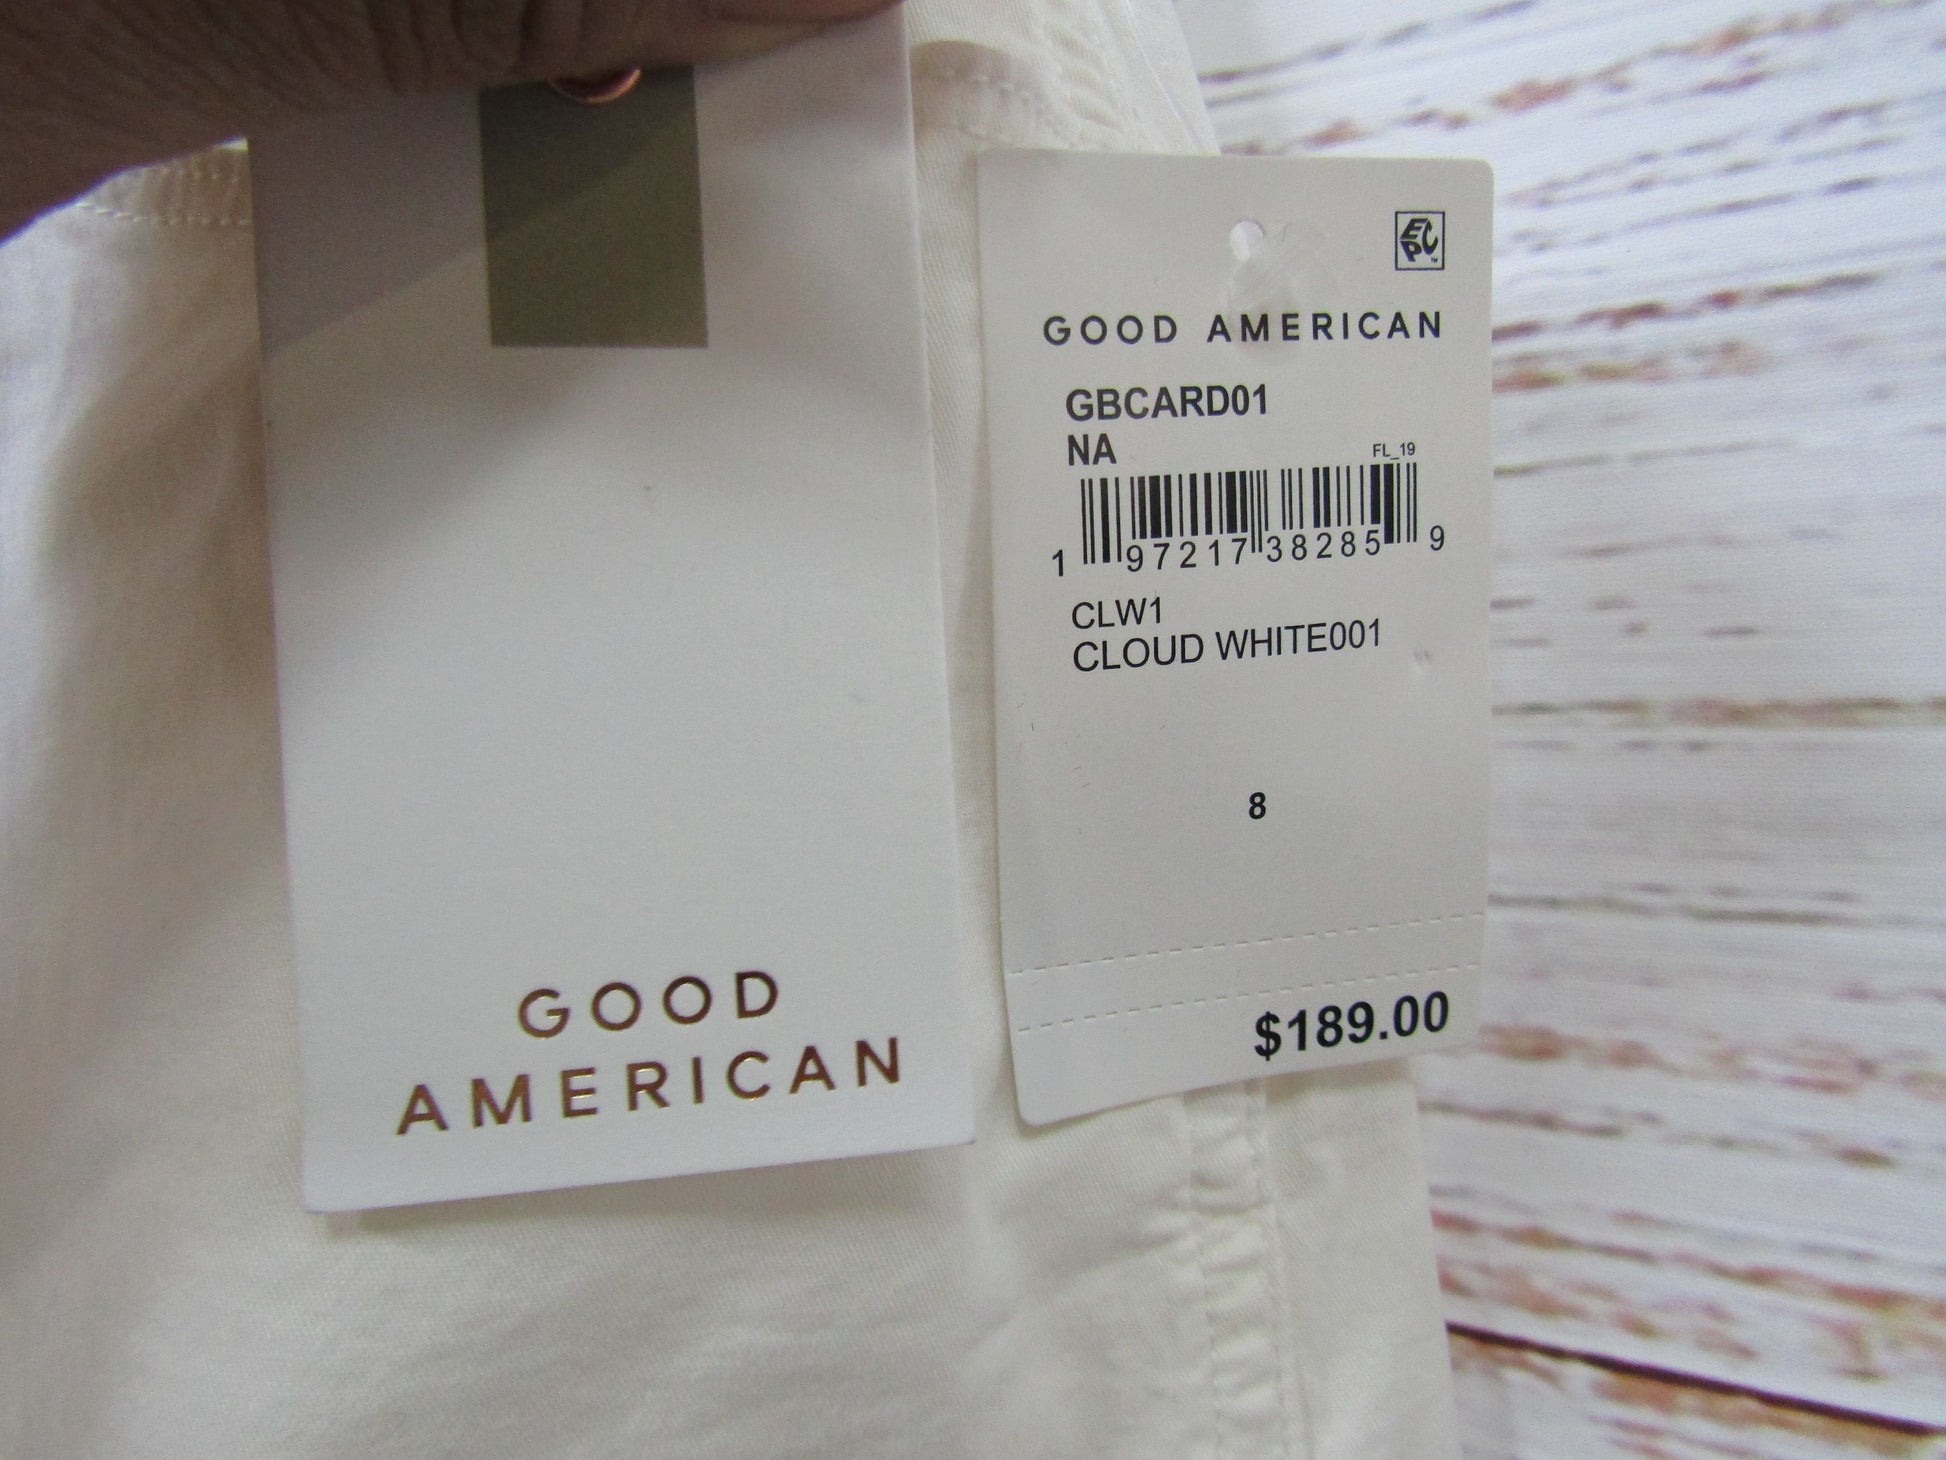 GOOD
AMERICAN
EPC
GOOD AMERICAN
GBCARD01
NA
FL_19
1 97217 38285 9
CLW1
CLOUD WHITE001
8
$189.00